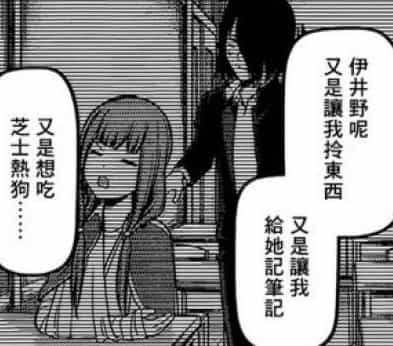 伊井野呢
又是讓我拎東西
又是讓我
給她記筆記
又是想吃
芝士熱狗……